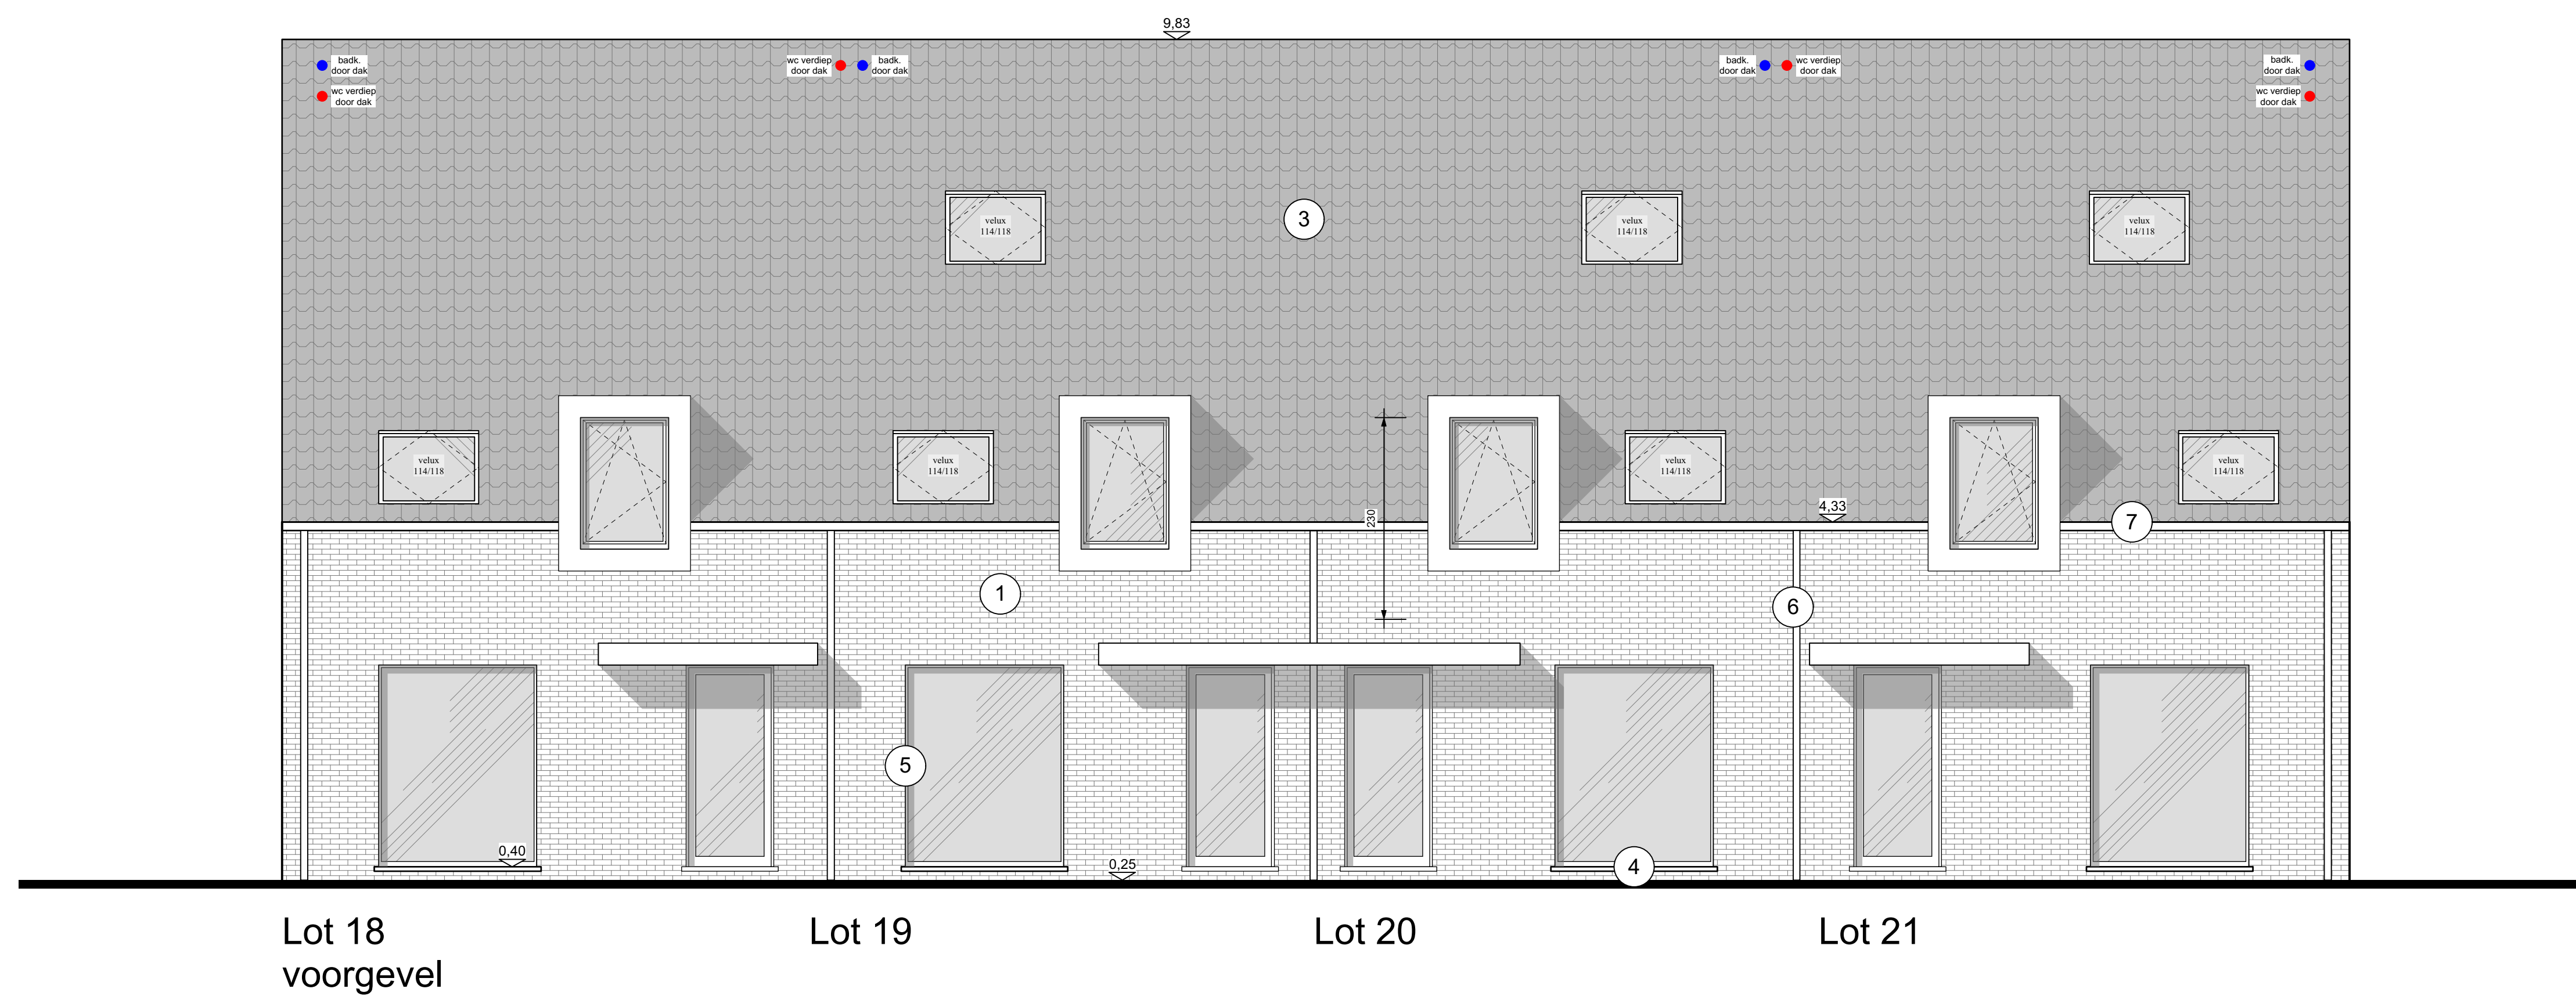 9,83
badk.
door dak
wc verdiep
door dak
wc verdiep
door dak
badk.
door dak
badk.
door dak
wc verdiep
door dak
badk.
door dak
wc verdiep
door dak
velux
114/118
3
velux
114/118
velux
114/118
velux
114/118
velux
114/118
velux
114/118
velux
114/118
230
4,33
7
1
6
5
0,40
0,25
4
Lot 18
Lot 19
Lot 20
Lot 21
voorgevel